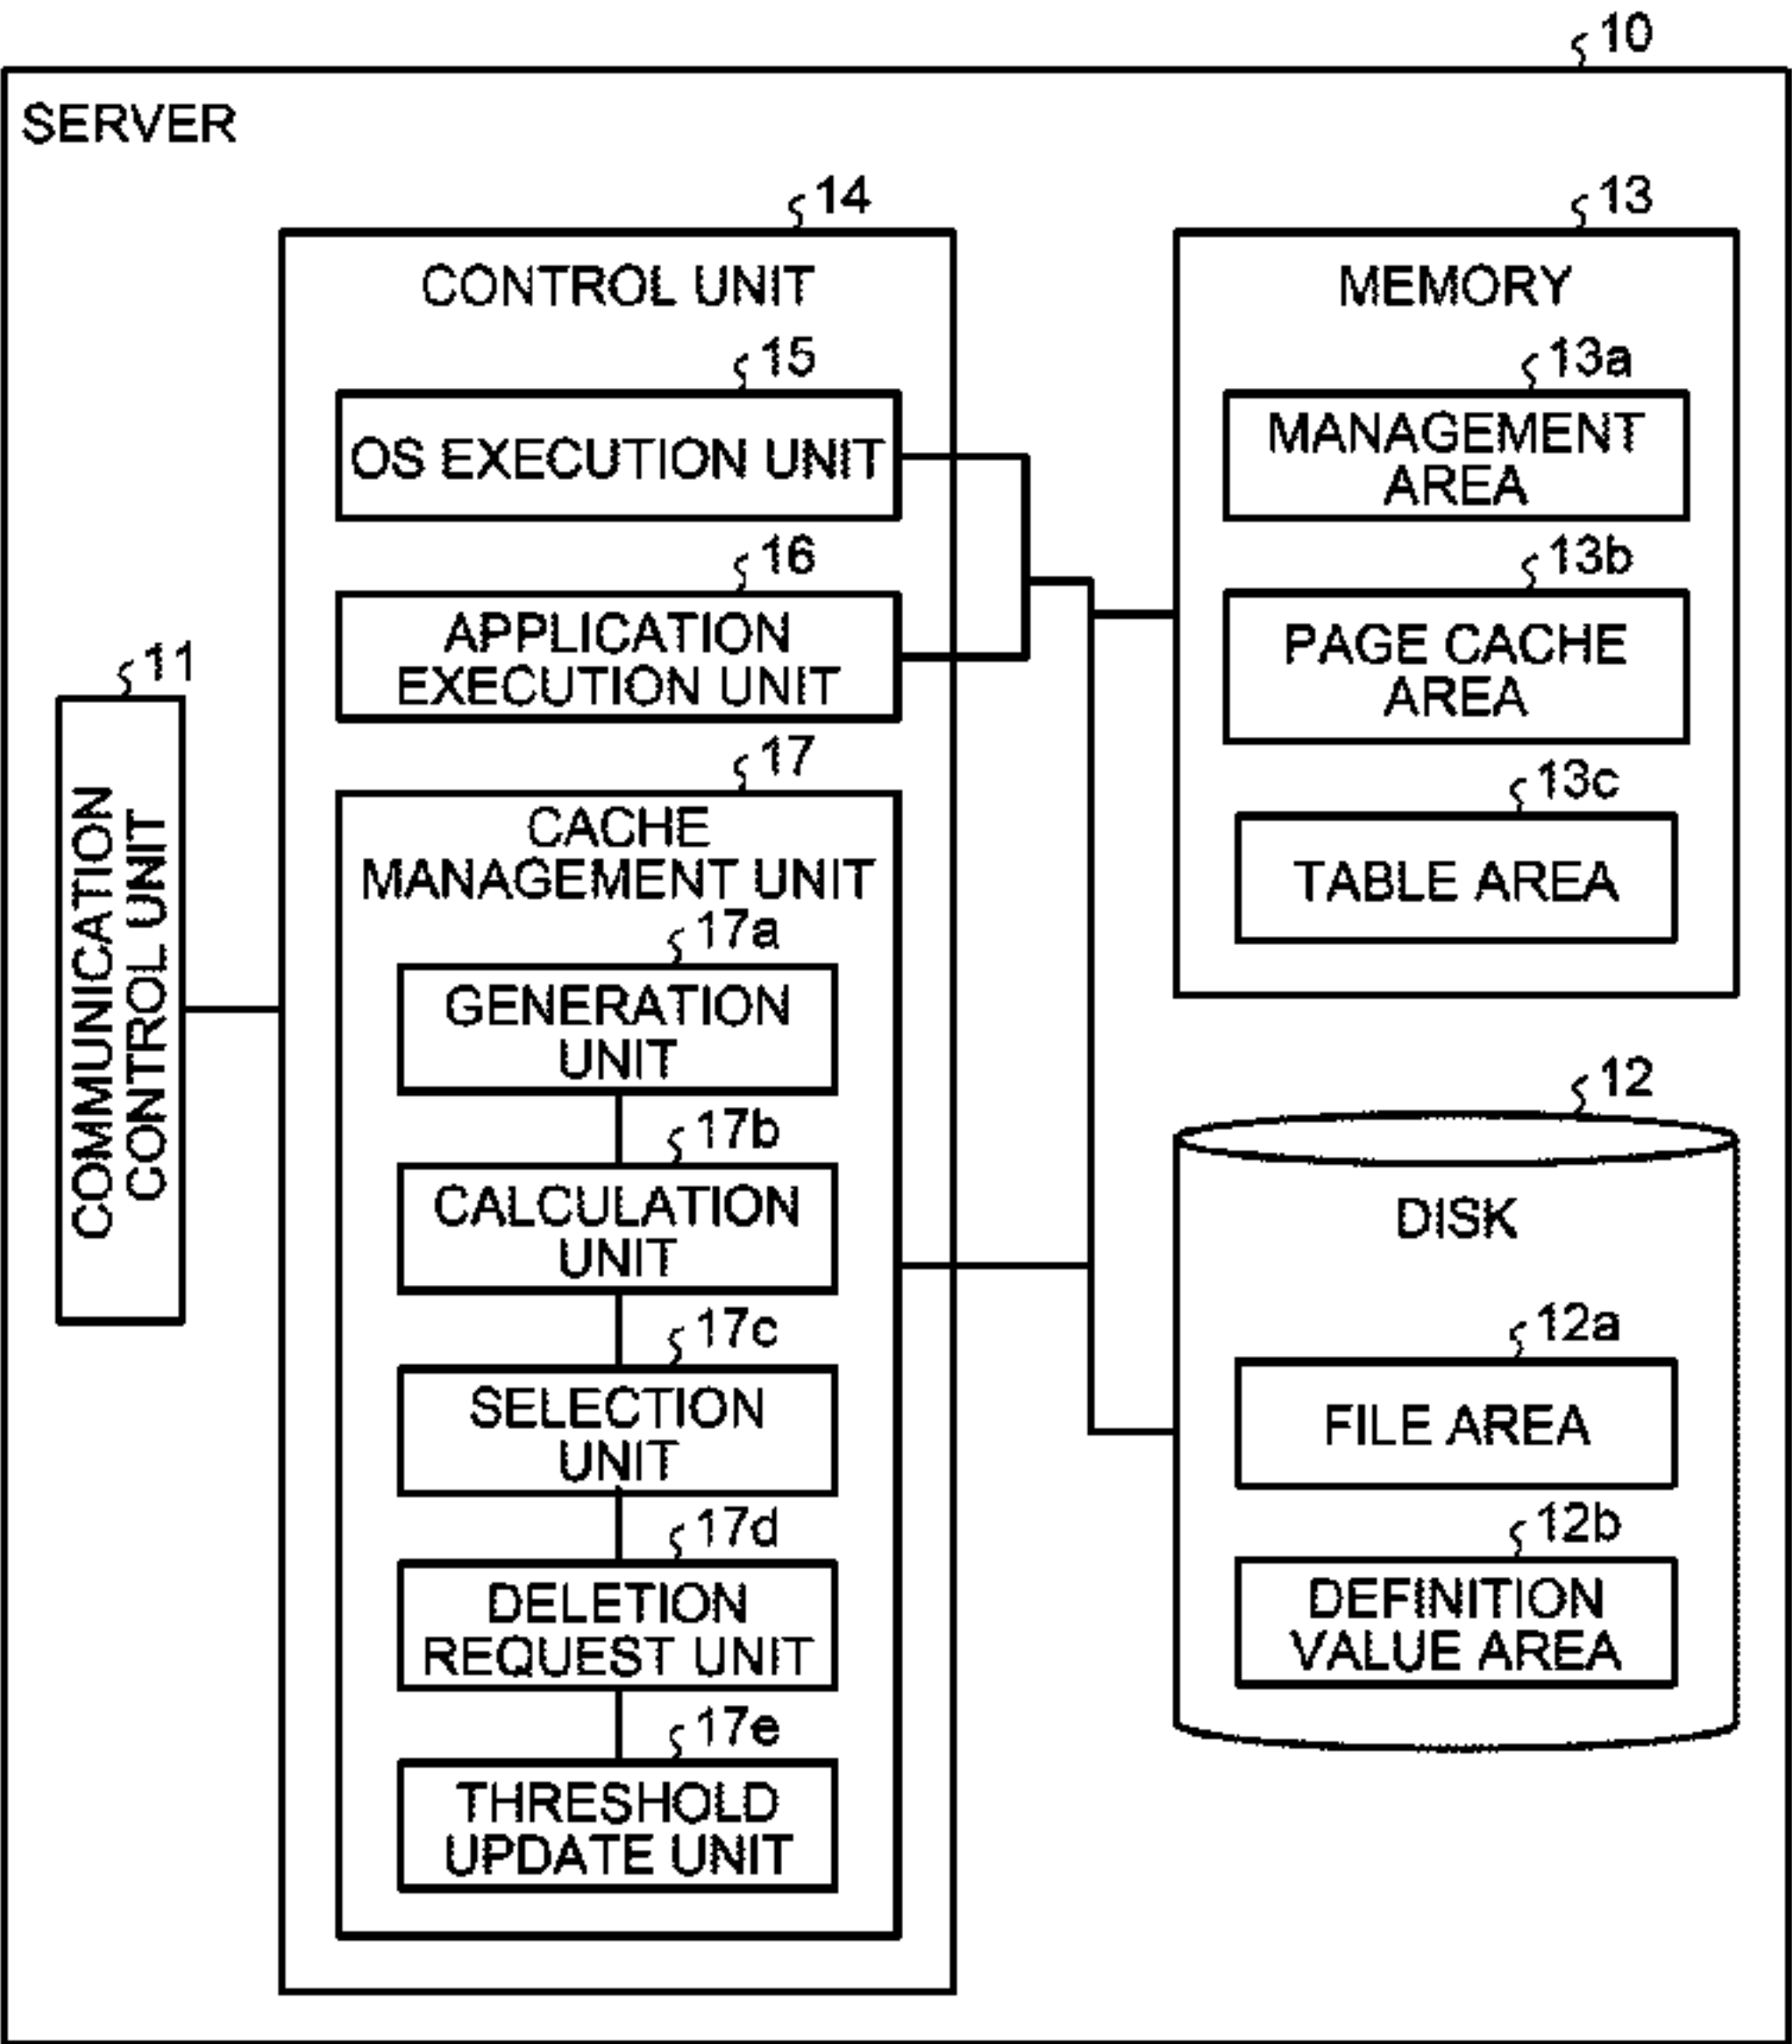 10
SERVER
14
CONTROL UNIT
15
OS EXECUTION UNIT
16
APPLICATION
EXECUTION UNIT
17
CACHE
MANAGEMENT UNIT
17a
GENERATION
UNIT
17b
CALCULATION
UNIT
17c
SELECTION
UNIT
17d
DELETION
REQUEST UNIT
17e
THRESHOLD
UPDATE UNIT
11
COMMUNICATION
CONTROL UNIT
13
MEMORY
13a
MANAGEMENT
AREA
13b
PAGE CACHE
AREA
13c
TABLE AREA
12
DISK
12a
FILE AREA
12b
DEFINITION
VALUE AREA